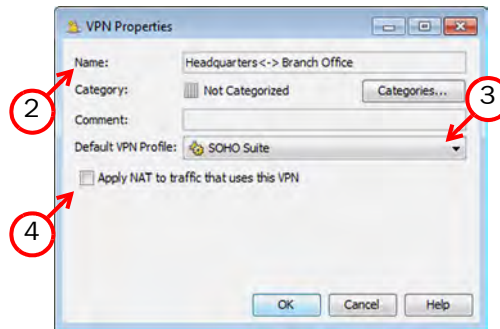 VPN Properties
Name: Headquarters<-> Branch Office
2
Category: Not Categorized Categories...
3
Comment:
Default VPN Profile: SOHO Suite
Apply NAT to traffic that uses this VPN
4
OK Cancel Help